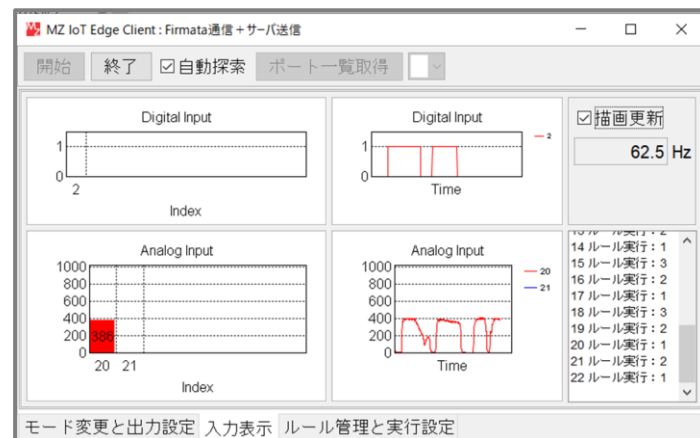 MZ IoT Edge Client : Firmata通信＋サーバ送信
開始 終了 自動探索 ポート一覧取得
Digital Input
1
0
2
Index
Digital Input
1
0
Time
2
描画更新
62.5 Hz
Analog Input
1000
800
600
400
200
0
386
20 21
Index
Analog Input
1000
800
600
400
200
0
Time
20
21
13 ルール実行：2
14 ルール実行：1
15 ルール実行：3
16 ルール実行：2
17 ルール実行：1
18 ルール実行：3
19 ルール実行：2
20 ルール実行：1
21 ルール実行：2
22 ルール実行：1
モード変更と出力設定 入力表示 ルール管理と実行設定